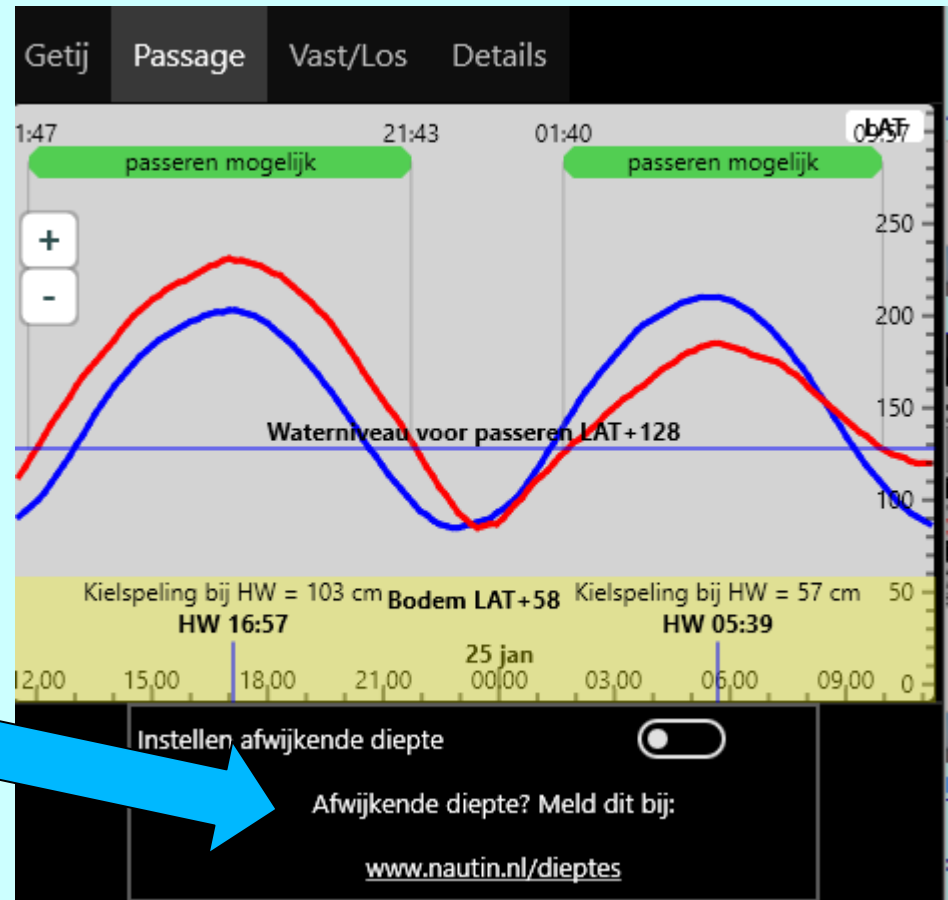 Getij Passage Vast/Los Details
1:47 21:43 01:40 09:57 LAT
passeren mogelijk passeren mogelijk
250
+
-
200
150
Waterniveau voor passeren LAT+128
100
Kielspeling bij HW = 103 cm Bodem LAT+58 Kielspeling bij HW = 57 cm 50
HW 16:57 HW 05:39
25 jan
12,00 15,00 18,00 21,00 00,00 03,00 06,00 09,00 0
Instellen afwijkende diepte
Afwijkende diepte? Meld dit bij:
www.nautin.nl/dieptes